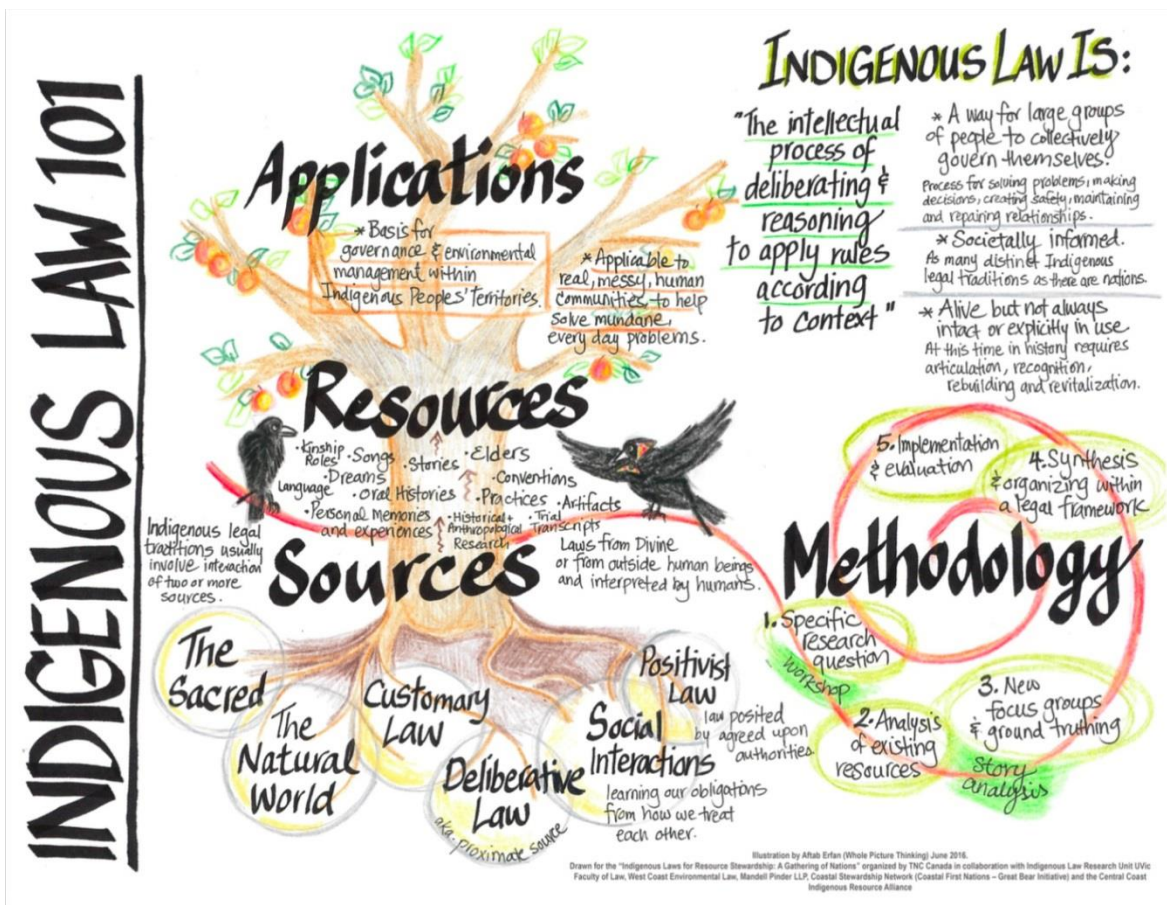 INDIGENOUS LAW 101
Applications
* Basis for
governance & environmental
management within
Indigenous Peoples' Territories.
* Applicable to
real, messy, human
communities, to help
solve mundane,
every day problems.
Resources
• Kinship
Roles
• Songs
• Stories
• Elders
• Dreams
• Conventions
Language
• Oral Histories
• Practices
• Artifacts
• Personal Memories
and experiences
• Historical +
Anthropological
Research
• Trial
Transcripts
Sources
Indigenous legal
traditions usually
involve interaction
of two or more
sources.
Laws from Divine
or from outside human beings
and interpreted by humans.
The
Sacred
The
Natural
World
Customary
Law
Deliberative
Law
aka. proximate source
Social
Interactions
learning our obligations
from how we treat
each other.
Positivist
Law
law posited
by agreed upon
authorities.
INDIGENOUS LAW IS:
"The intellectual
process of
deliberating &
reasoning
to apply rules
according
to context"
* A way for large groups
of people to collectively
govern themselves.
Process for solving problems, making
decisions, creating safety, maintaining
and repairing relationships.
* Societally informed.
As many distinct Indigenous
legal traditions as there are nations.
* Alive but not always
intact or explicitly in use
At this time in history requires
articulation, recognition,
rebuilding and revitalization.
Methodology
1. Specific
research
question
Workshop
2. Analysis
of existing
resources
3. New
focus groups
& ground truthing
Story
analysis
4. Synthesis
& organizing within
a legal framework
5. Implementation
& evaluation
Illustration by Aftab Erfan (Whole Picture Thinking) June 2016.
Drawn for the "Indigenous Laws for Resource Stewardship: A Gathering of Nations" organized by TNC Canada in collaboration with Indigenous Law Research Unit UVic
Faculty of Law, West Coast Environmental Law, Mandell Pinder LLP, Coastal Stewardship Network (Coastal First Nations – Great Bear Initiative) and the Central Coast
Indigenous Resource Alliance